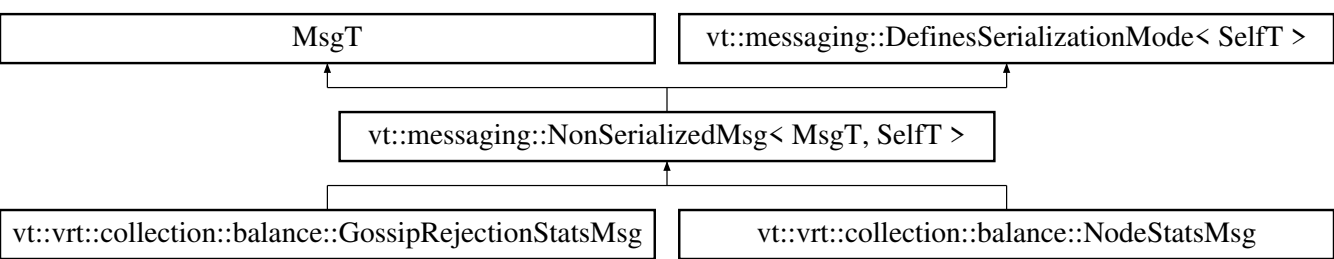 MsgT
vt::messaging::DefinesSerializationMode< SelfT >
vt::messaging::NonSerializedMsg< MsgT, SelfT >
vt::vrt::collection::balance::GossipRejectionStatsMsg
vt::vrt::collection::balance::NodeStatsMsg